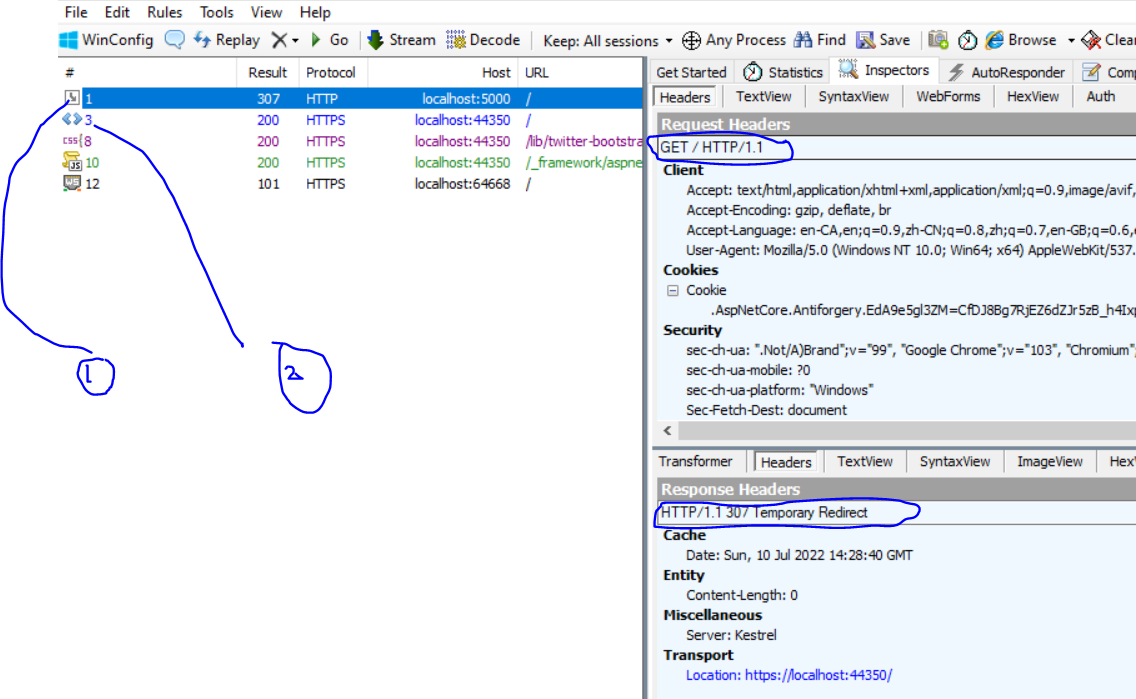 File Edit Rules Tools View Help
WinConfig Replay Go Stream Decode Keep: All sessions Any Process Find Save Browse Clear
# Result Protocol Host URL
1 307 HTTP localhost:5000 /
3 200 HTTPS localhost:44350 /
CSS 8 200 HTTPS localhost:44350 /lib/twitter-bootstra
JS 10 200 HTTPS localhost:44350 /_framework/aspne
12 101 HTTPS localhost:64668 /
1
2
Get Started Statistics Inspectors AutoResponder Comp
Headers TextView SyntaxView WebForms HexView Auth
Request Headers
GET / HTTP/1.1
Client
Accept: text/html,application/xhtml+xml,application/xml;q=0.9,image/avif,
Accept-Encoding: gzip, deflate, br
Accept-Language: en-CA,en;q=0.9,zh-CN;q=0.8,zh;q=0.7,en-GB;q=0.6,
User-Agent: Mozilla/5.0 (Windows NT 10.0; Win64; x64) AppleWebKit/537.
Cookies
Cookie
.AspNetCore.Antiforgery.EdA9e5gl3ZM=CfDJ8Bg7RjEZ6dZJr5zB_h4Ixp
Security
sec-ch-ua: ".Not/A)Brand";v="99", "Google Chrome";v="103", "Chromium"
sec-ch-ua-mobile: ?0
sec-ch-ua-platform: "Windows"
Sec-Fetch-Dest: document
Transformer Headers TextView SyntaxView ImageView Hex
Response Headers
HTTP/1.1 307 Temporary Redirect
Cache
Date: Sun, 10 Jul 2022 14:28:40 GMT
Entity
Content-Length: 0
Miscellaneous
Server: Kestrel
Transport
Location: https://localhost:44350/